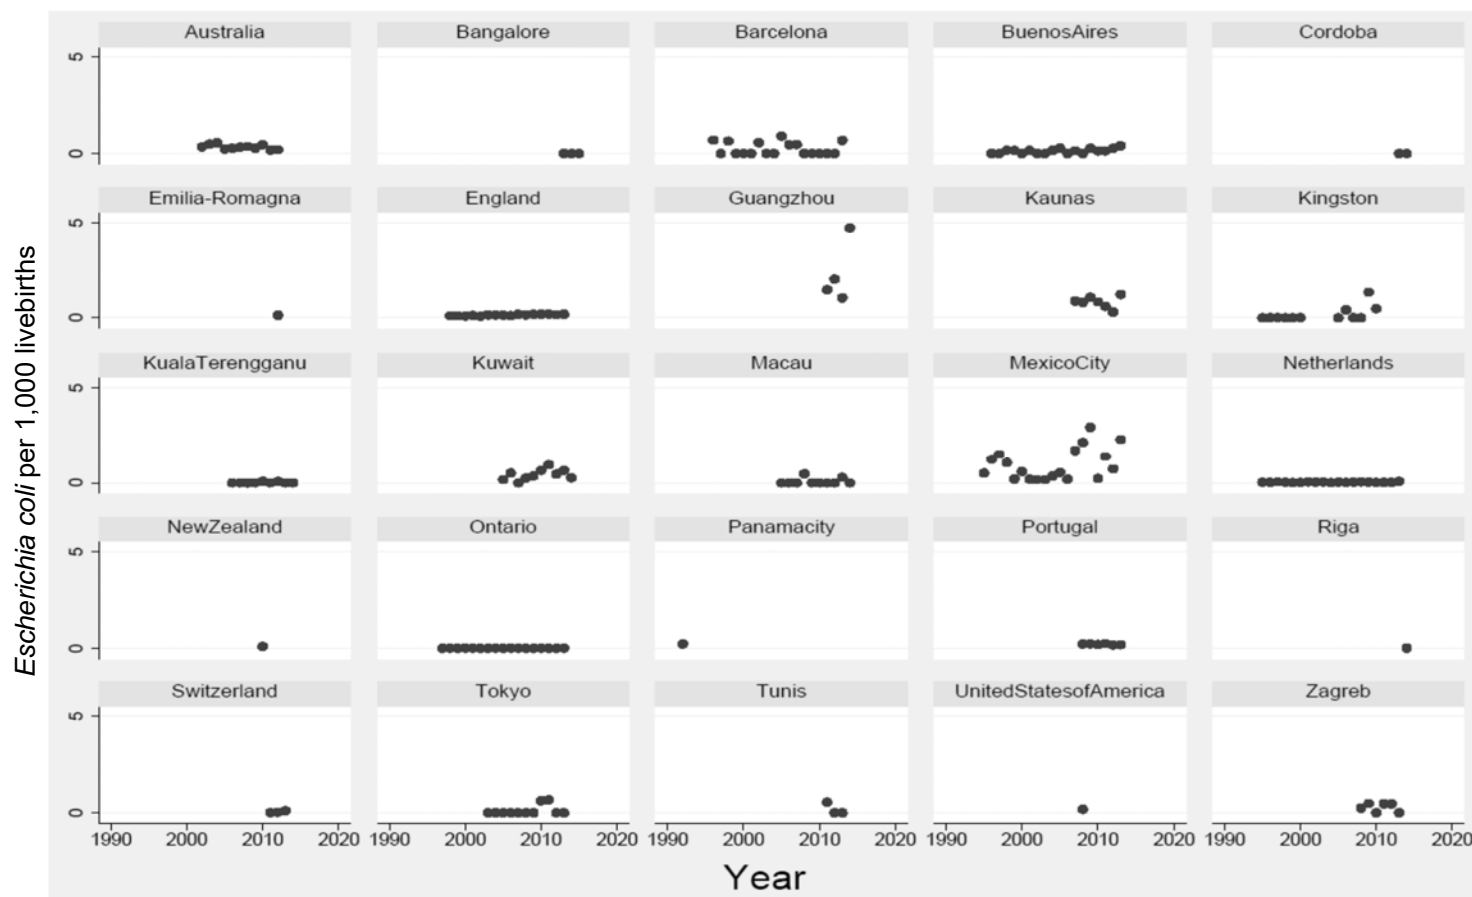 Australia Bangalore Barcelona BuenosAires Cordoba
5
0
Emilia-Romagna England Guangzhou Kaunas Kingston
5
0
KualaTerengganu Kuwait Macau MexicoCity Netherlands
5
0
NewZealand Ontario Panamacity Portugal Riga
5
0
Switzerland Tokyo Tunis UnitedStatesofAmerica Zagreb
5
0
1990 2000 2010 2020 1990 2000 2010 2020 1990 2000 2010 2020 1990 2000 2010 2020 1990 2000 2010 2020
Year
Escherichia coli per 1,000 livebirths